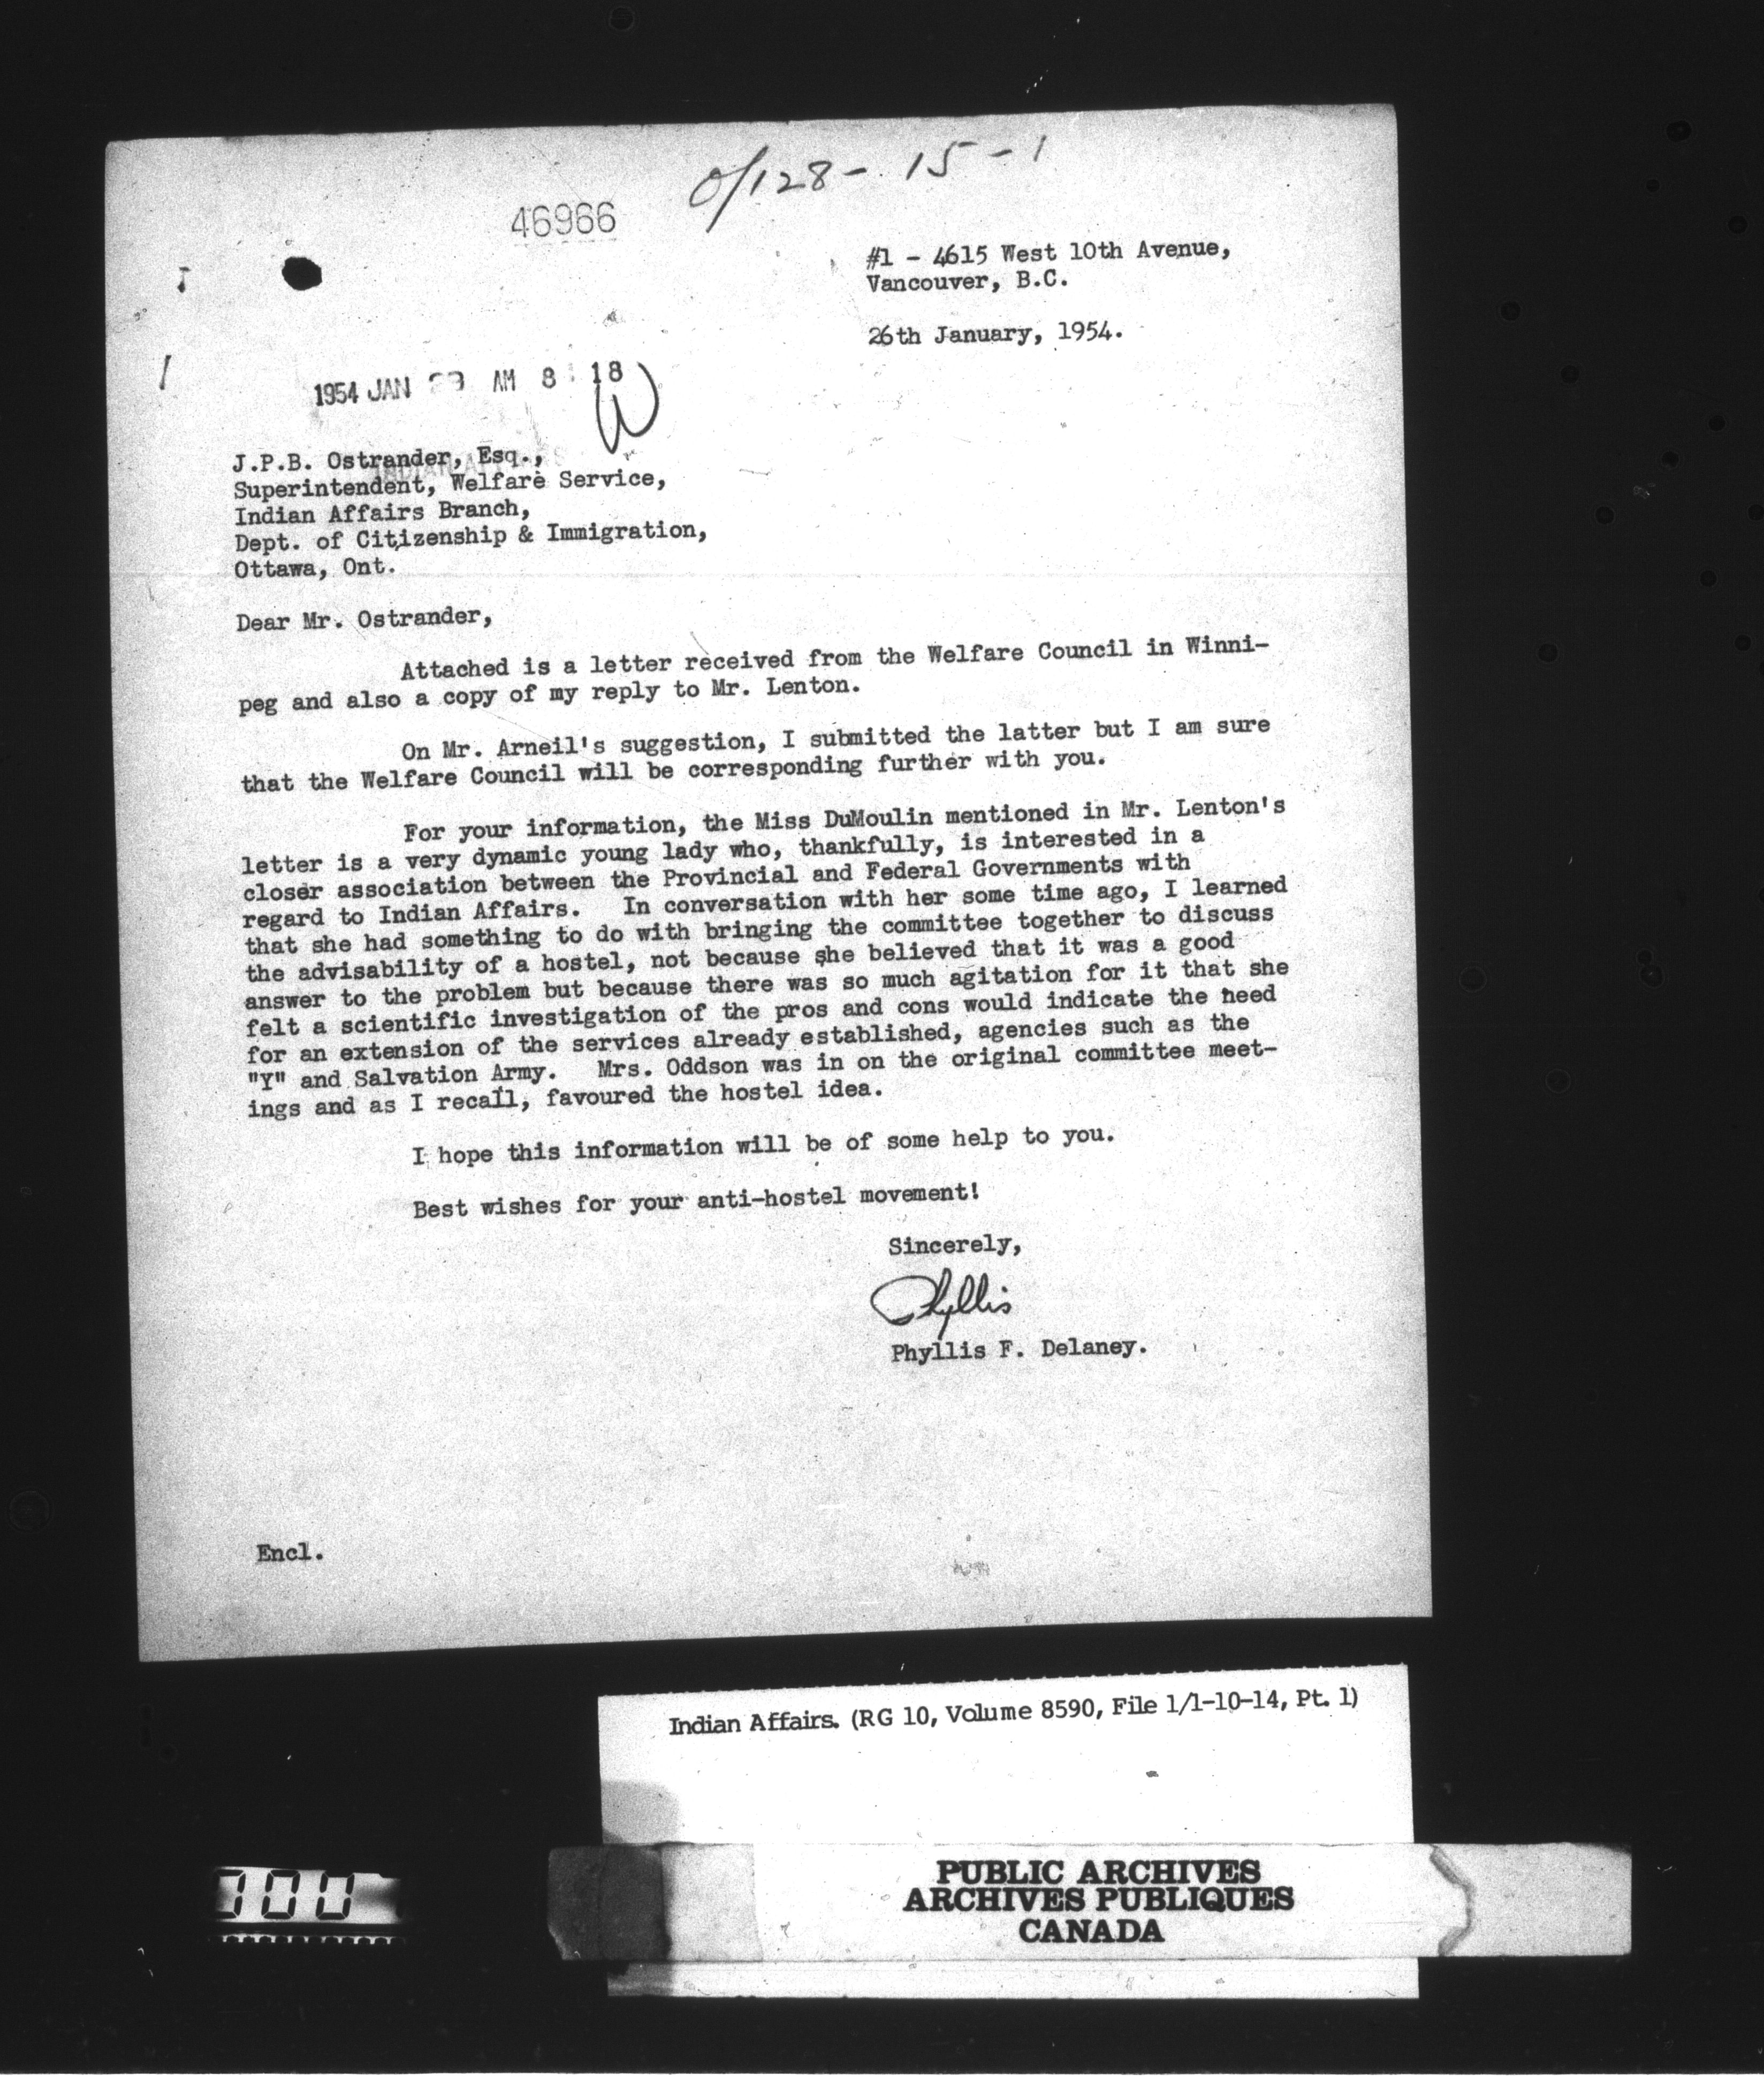 0/128-15-1
46966
#1 - 4615 West 10th Avenue,
Vancouver, B.C.
26th January, 1954.
1954 JAN AM 8 18
J.P.B. Ostrander, Esq.,
Superintendent, Welfare Service,
Indian Affairs Branch,
Dept. of Citizenship & Immigration,
Ottawa, Ont.
Dear Mr. Ostrander,
Attached is a letter received from the Welfare Council in Winni-
peg and also a copy of my reply to Mr. Lenton.
On Mr. Arneil's suggestion, I submitted the latter but I am sure
that the Welfare Council will be corresponding further with you.
For your information, the Miss DuMoulin mentioned in Mr. Lenton's
letter is a very dynamic young lady who, thankfully, is interested in a
closer association between the Provincial and Federal Governments with
regard to Indian Affairs. In conversation with her some time ago, I learned
that she had something to do with bringing the committee together to discuss
the advisability of a hostel, not because she believed that it was a good
answer to the problem but because there was so much agitation for it that she
felt a scientific investigation of the pros and cons would indicate the need
for an extension of the services already established, agencies such as the
"Y" and Salvation Army. Mrs. Oddson was in on the original committee meet-
ings and as I recall, favoured the hostel idea.
I hope this information will be of some help to you.
Best wishes for your anti-hostel movement!
Sincerely,
Phyllis
Phyllis F. Delaney.
Encl.
Indian Affairs. (RG 10, Volume 8590, File 1/1-10-14, Pt. 1)
PUBLIC ARCHIVES
ARCHIVES PUBLIQUES
CANADA